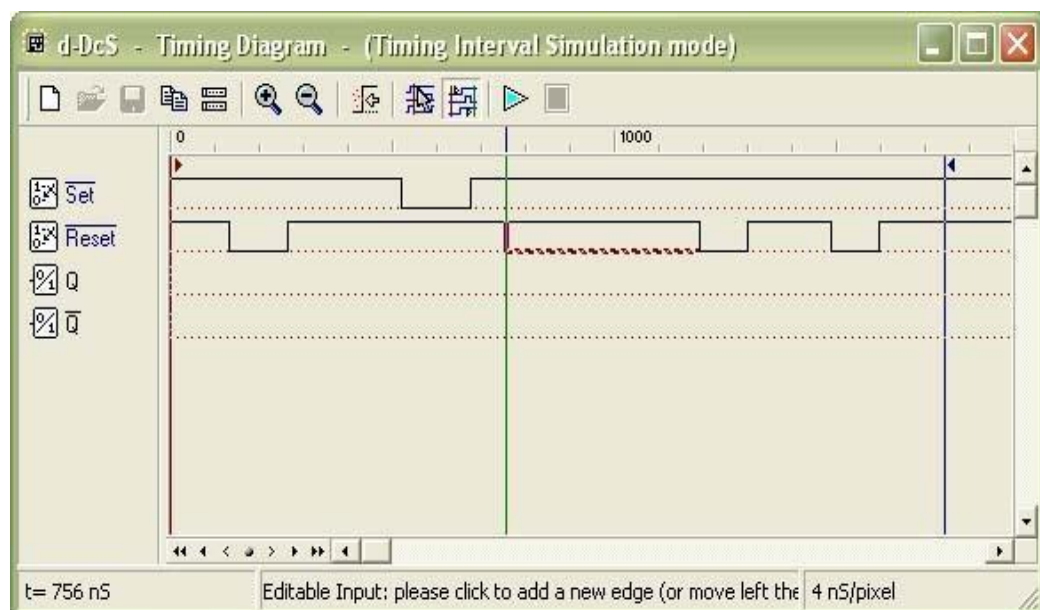 d-DcS - Timing Diagram - (Timing Interval Simulation mode)
0 1000
Set
Reset
Q
Q
t= 756 nS
Editable Input: please click to add a new edge (or move left the
4 nS/pixel